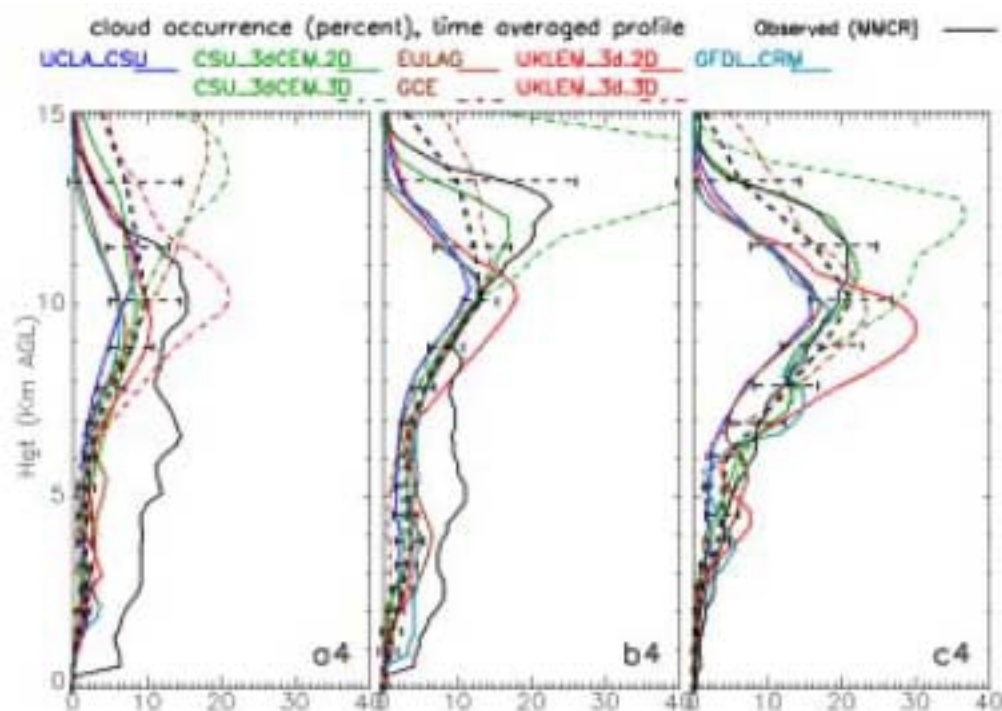 cloud occurrence (percent), time averaged profile Observed (MMCR)
UCLA_CSU CSU_3dCEM_2D EULAG UKLEM_3d_2D GFDL_CRM
CSU_3dCEM_3D GCE UKLEM_3d_3D
15
10
5
0
Hgt (Km AGL)
a4 b4 c4
0 10 20 30 40 10 20 30 40 10 20 30 40